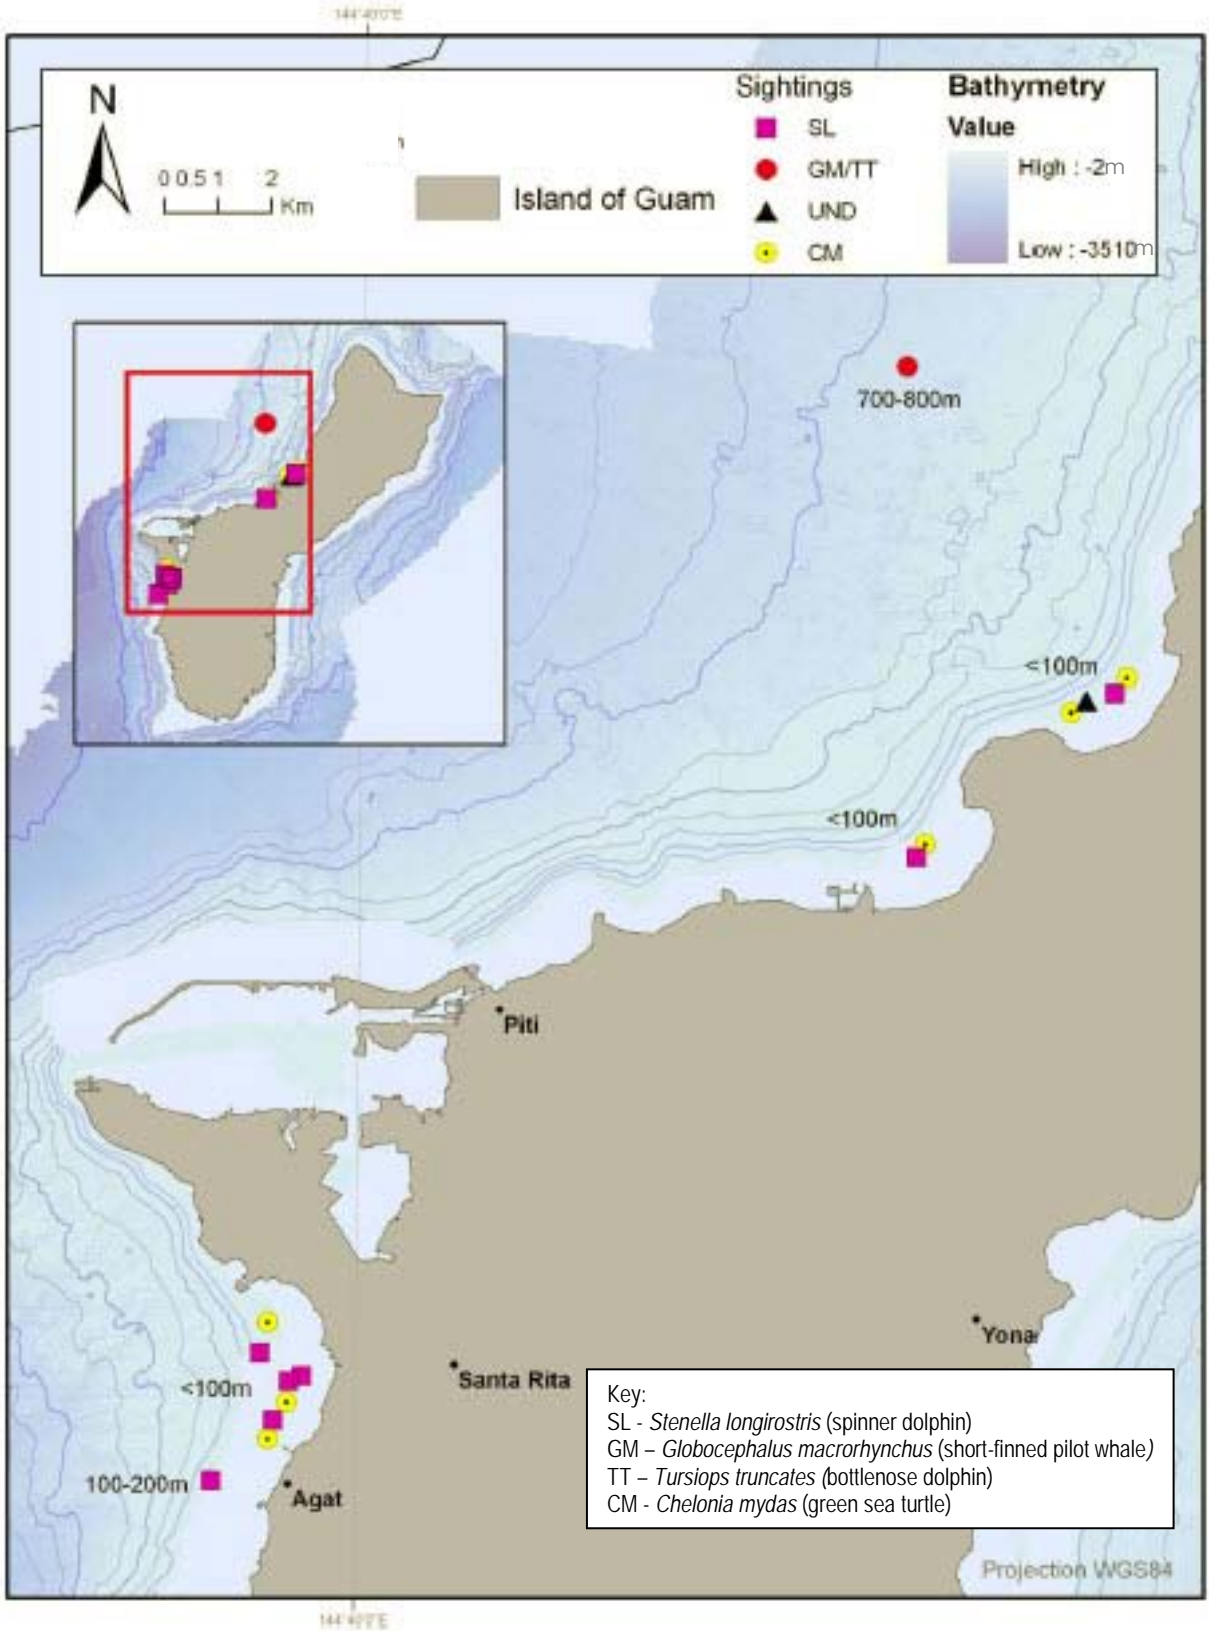 144°40'0"E
N
0 0.5 1 2
Km
Island of Guam
Sightings
SL
GM/TT
UND
CM
Bathymetry
Value
High : -2m
Low : -3510m
700-800m
<100m
<100m
Piti
Yona
Santa Rita
<100m
100-200m
Agat
Key:
SL - Stenella longirostris (spinner dolphin)
GM – Globocephalus macrorhynchus (short-finned pilot whale)
TT – Tursiops truncates (bottlenose dolphin)
CM - Chelonia mydas (green sea turtle)
Projection WGS84
144°40'0"E